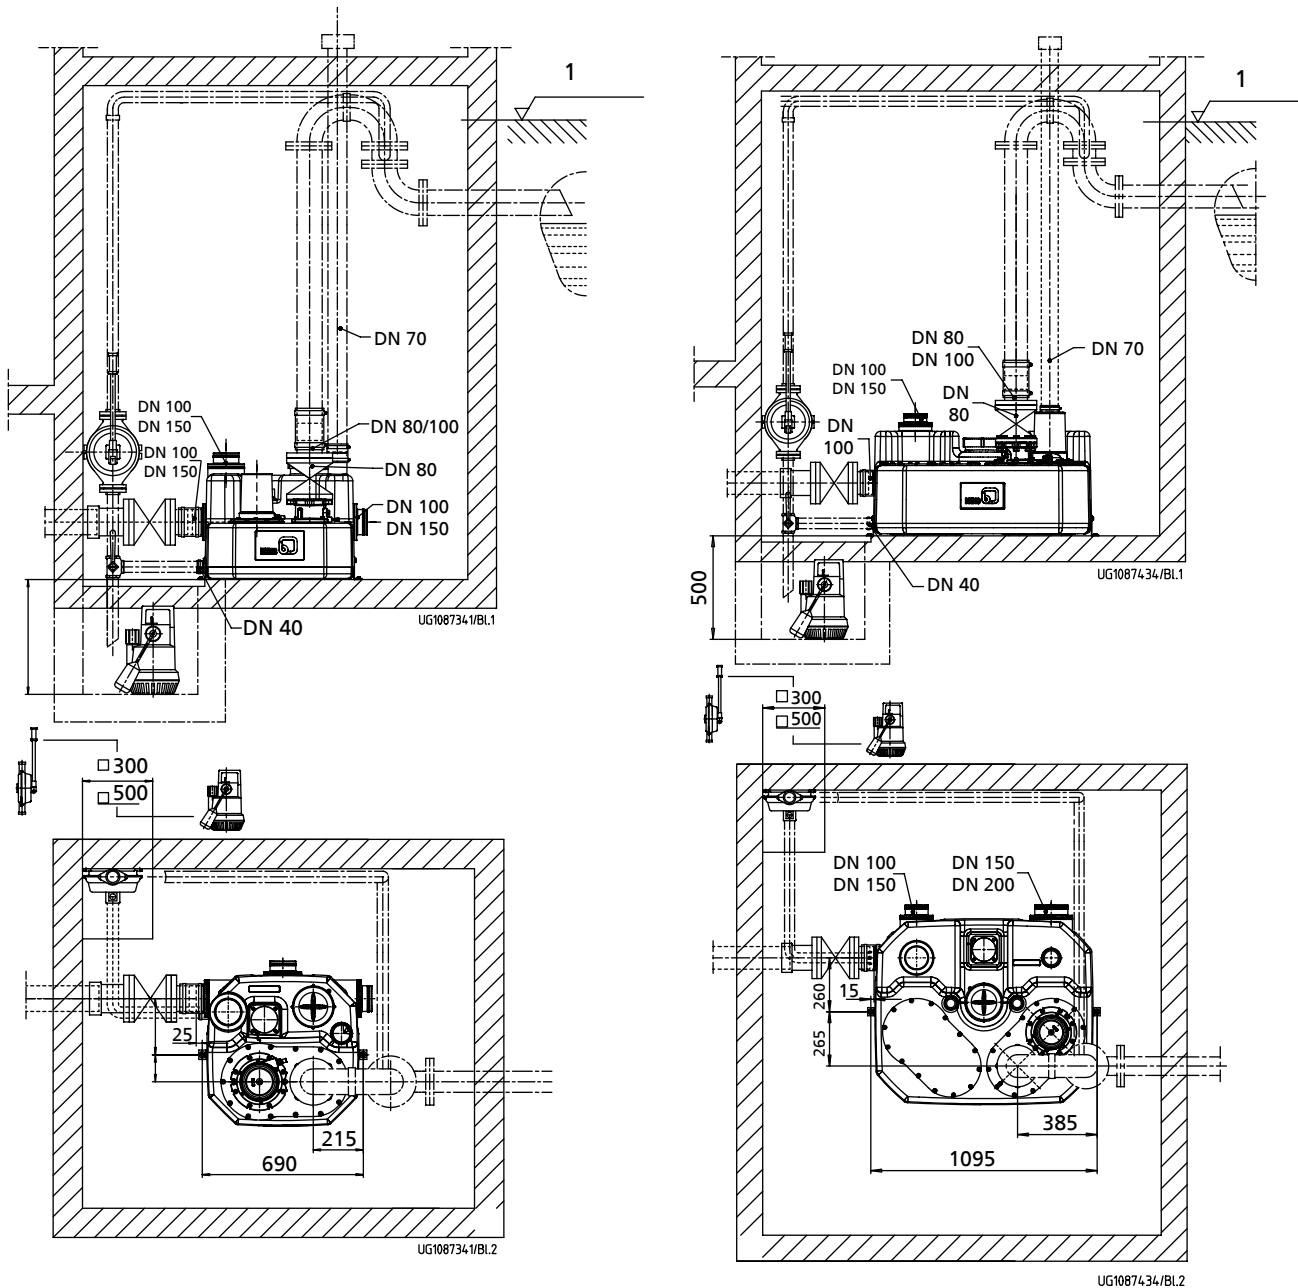 1
DN 70
DN 100
DN 150
DN 80/100
DN 100
DN 150
DN 80
DN 100
DN 150
DN 40
UG1087341/BL.1
1
DN 80
DN 100
DN 70
DN 100
DN 150
DN
80
DN
100
500
DN 40
UG1087434/BL.1
□ 300
□ 500
25
215
690
UG1087341/BL.2
□ 300
□ 500
DN 100
DN 150
DN 150
DN 200
260
15
265
385
1095
UG1087434/BL.2